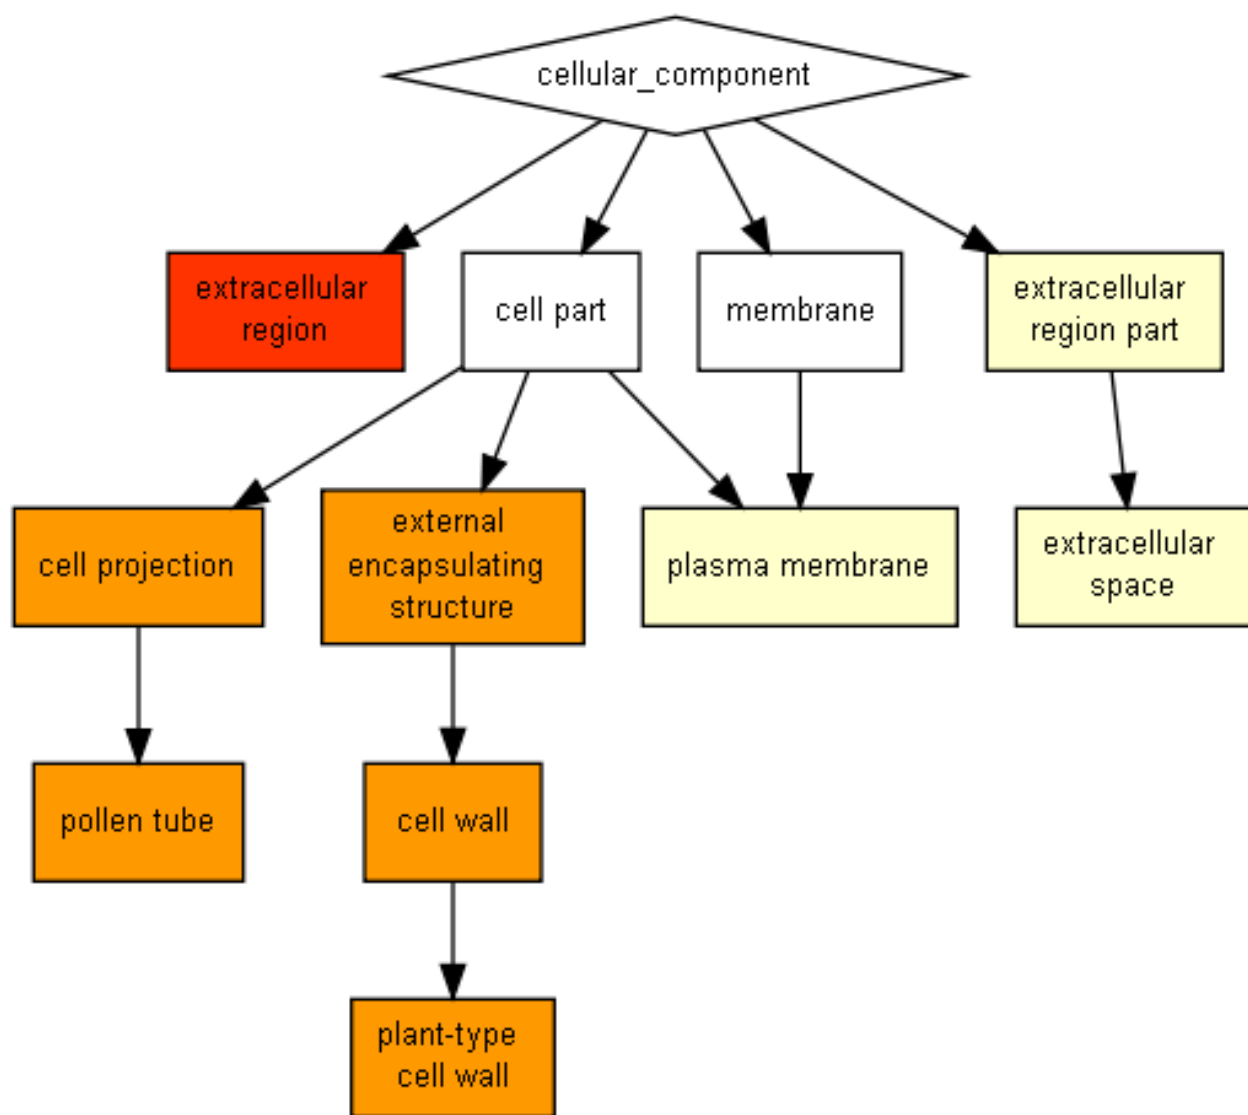 cellular_component
extracellular
region
cell part
membrane
extracellular
region part
cell projection
external
encapsulating
structure
plasma membrane
extracellular
space
pollen tube
cell wall
plant-type
cell wall